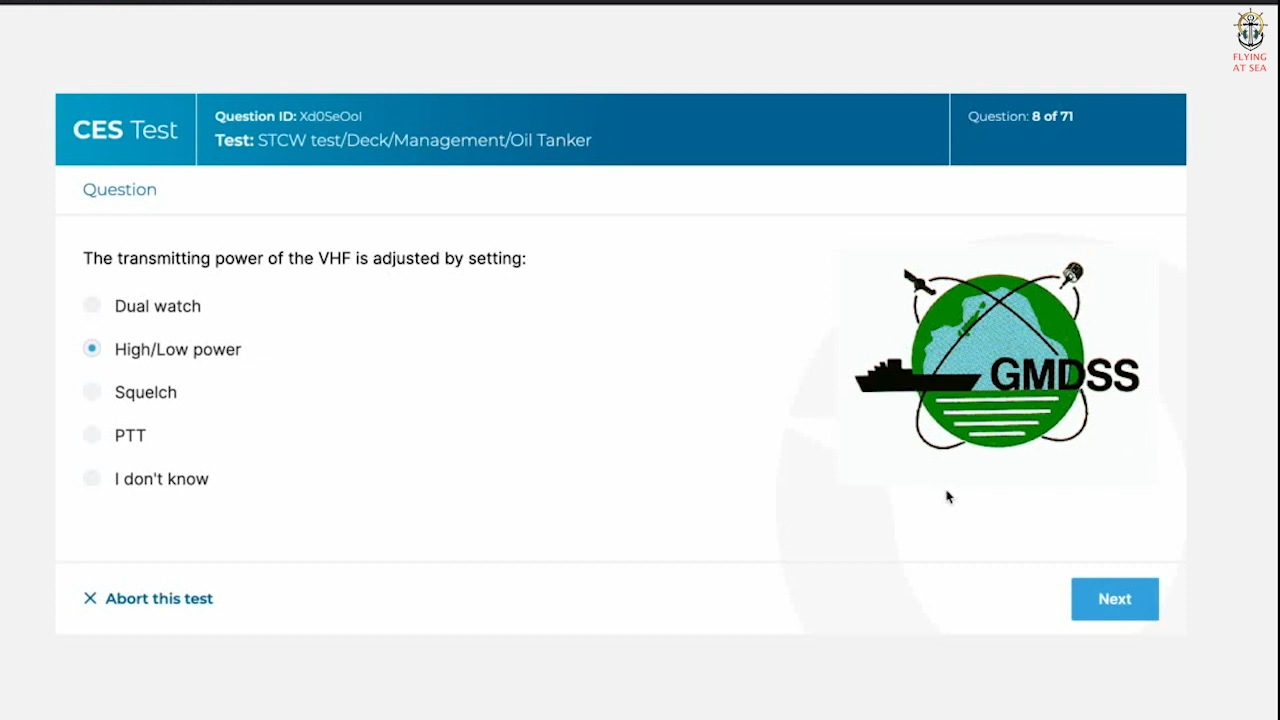 FLYING
AT SEA
CES Test
Question ID: Xd0SeOoI
Test: STCW test/Deck/Management/Oil Tanker
Question: 8 of 71
Question
The transmitting power of the VHF is adjusted by setting:
Dual watch
High/Low power
Squelch
PTT
I don't know
GMDSS
Abort this test
Next